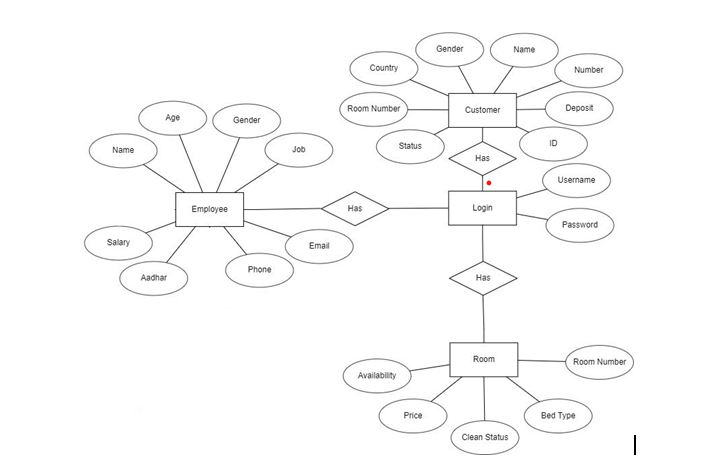 Gender
Name
Country
Number
Room Number
Customer
Deposit
Status
ID
Has
Username
Login
Password
Age
Gender
Name
Job
Employee
Has
Salary
Email
Aadhar
Phone
Has
Room
Room Number
Availability
Price
Bed Type
Clean Status